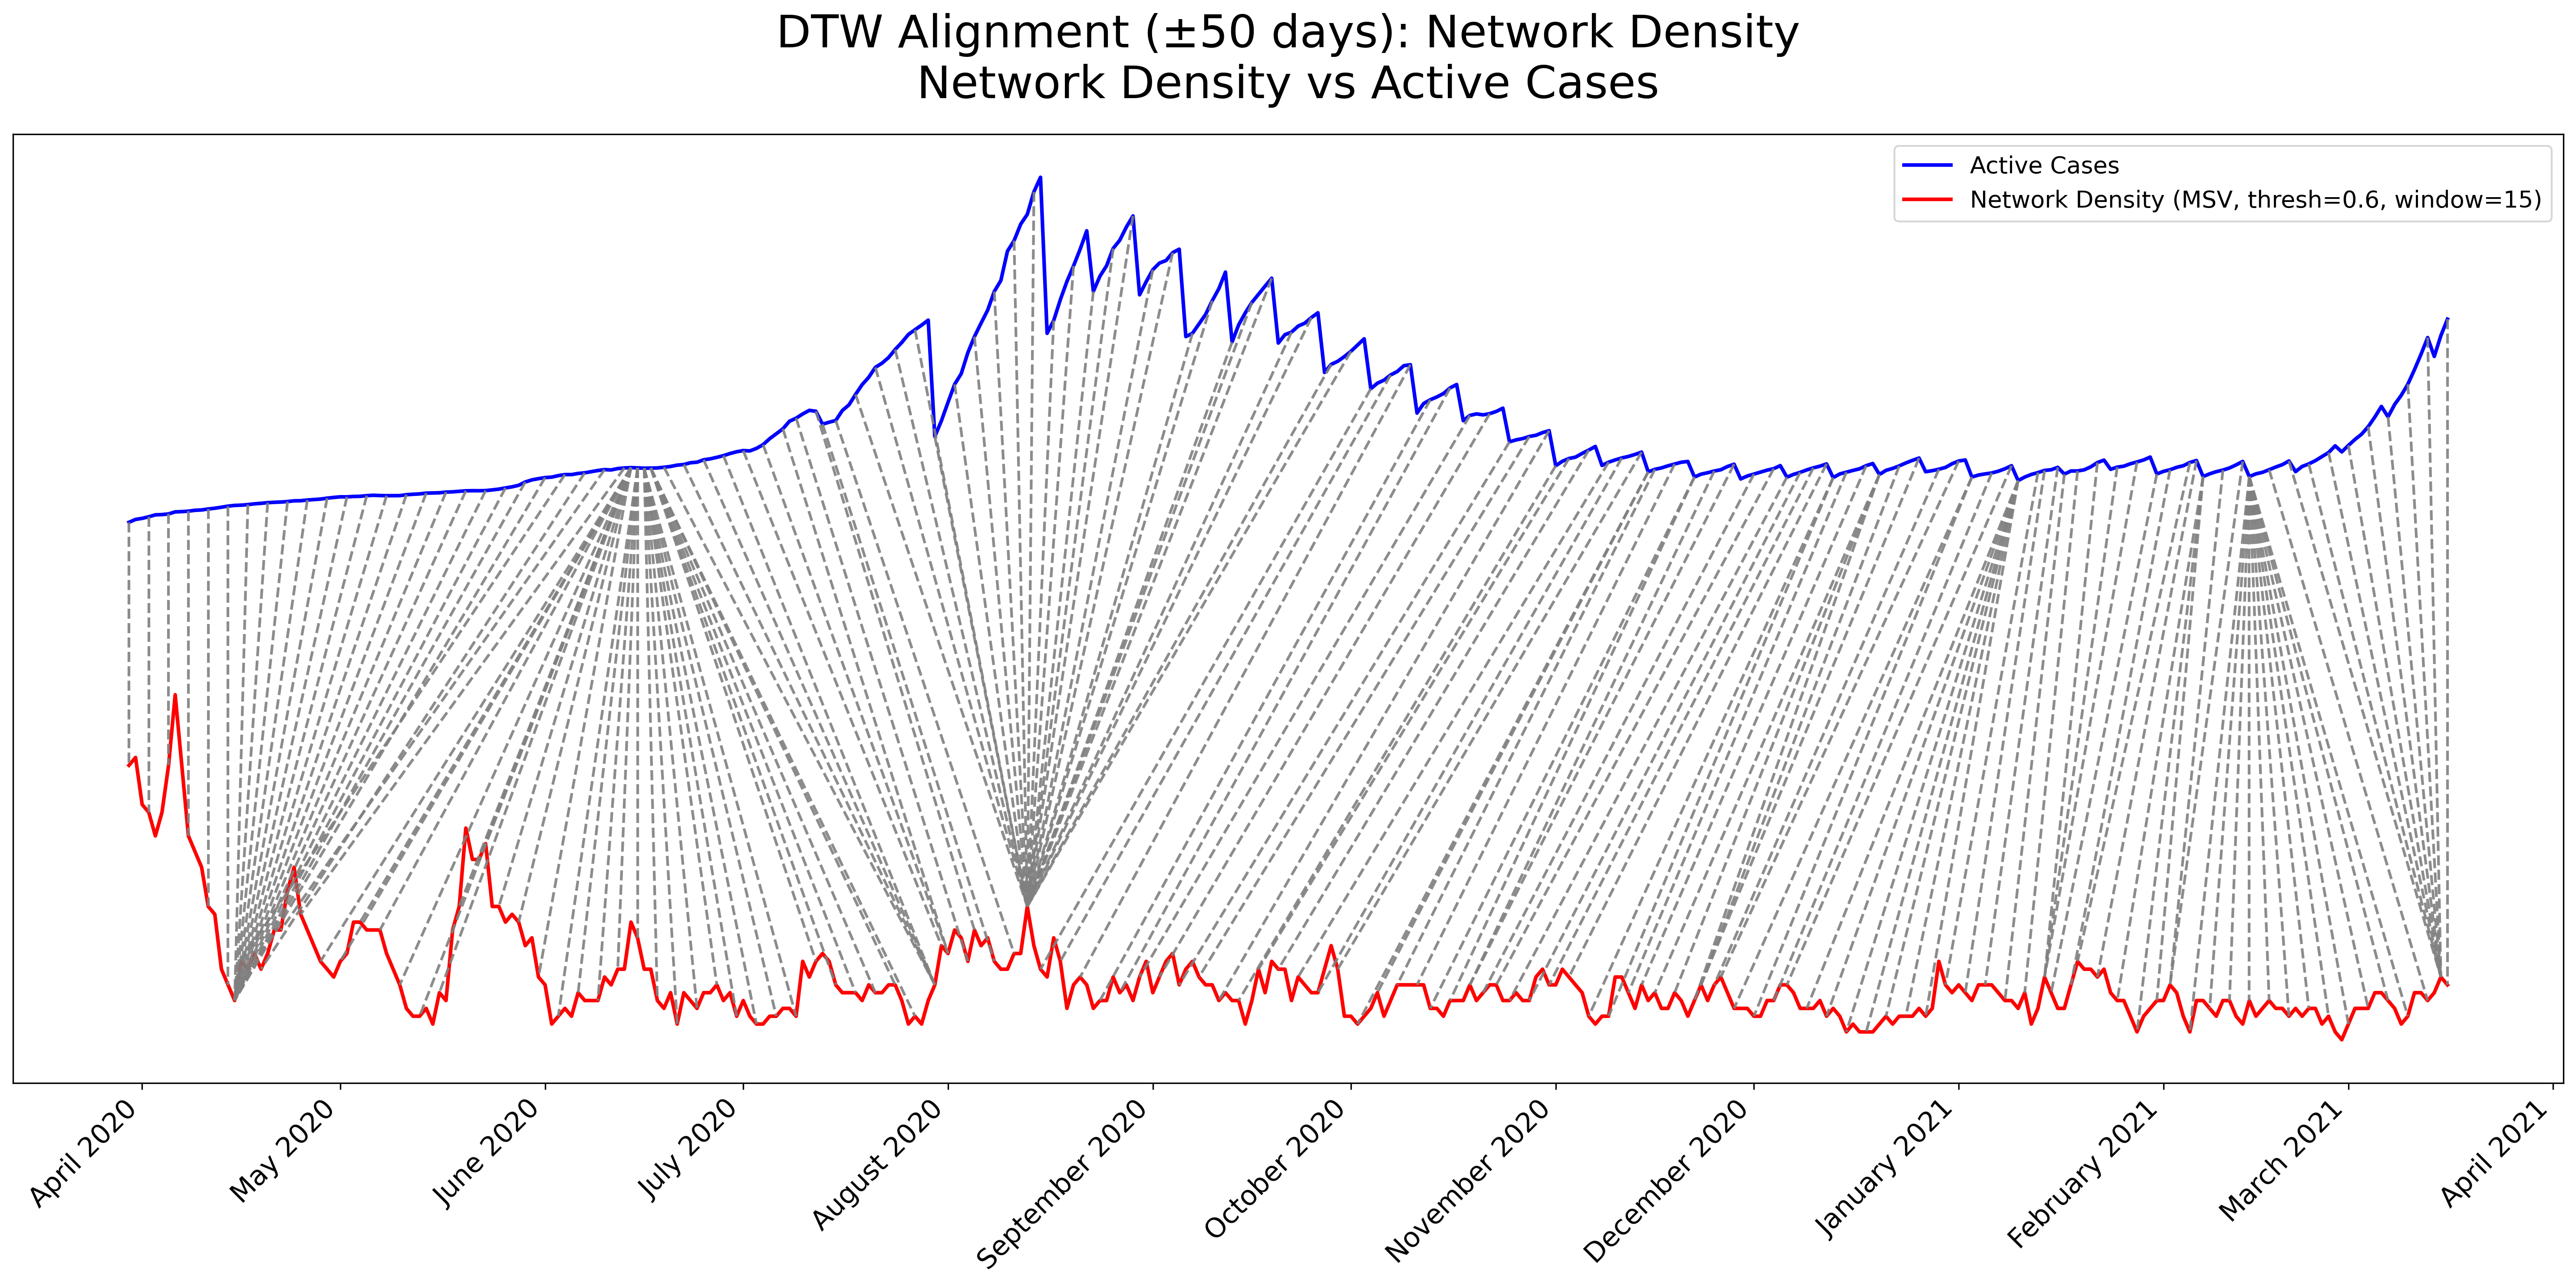 DTW Alignment (±50 days): Network Density
Network Density vs Active Cases
Active Cases
Network Density (MSV, thresh=0.6, window=15)
April 2020
May 2020
June 2020
July 2020
August 2020
September 2020
October 2020
November 2020
December 2020
January 2021
February 2021
March 2021
April 2021